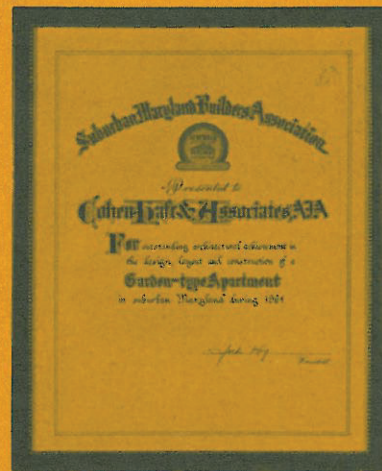 Suburban Maryland Builders Association
Presented to
Cohen-Haft & Associates, AIA
For outstanding architectural achievement in
the design, layout and construction of a
Garden-type Apartment
in suburban Maryland during 1961